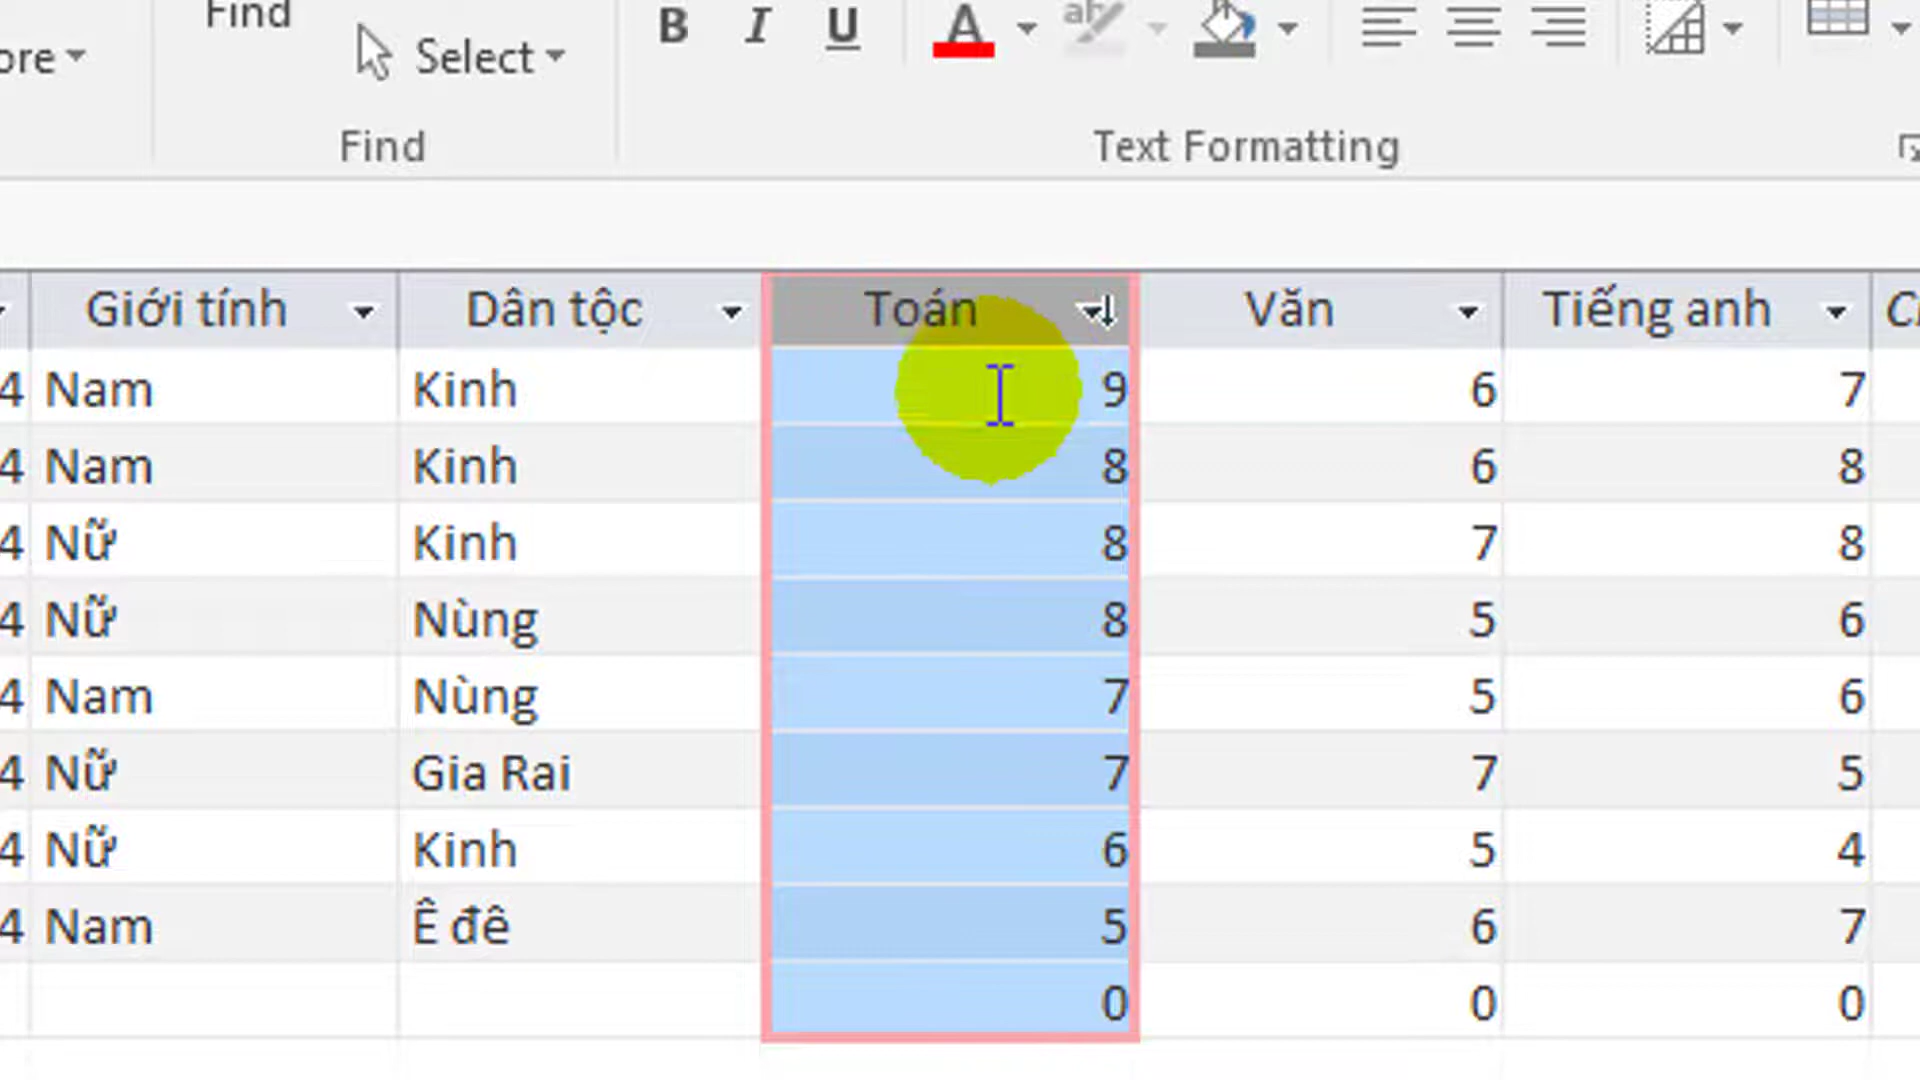 Find
ore Select B I U A ab
Find Text Formatting
Giới tính Dân tộc Toán Văn Tiếng anh
4 Nam Kinh 9 6 7
4 Nam Kinh 8 6 8
4 Nữ Kinh 8 7 8
4 Nữ Nùng 8 5 6
4 Nam Nùng 7 5 6
4 Nữ Gia Rai 7 7 5
4 Nữ Kinh 6 5 4
4 Nam Ê đê 5 6 7
0 0 0